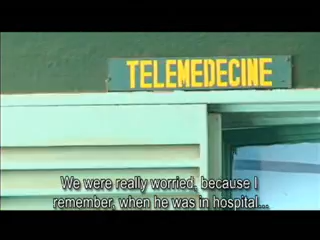 TELEMEDECINE
We were really worried, because I
remember, when he was in hospital...